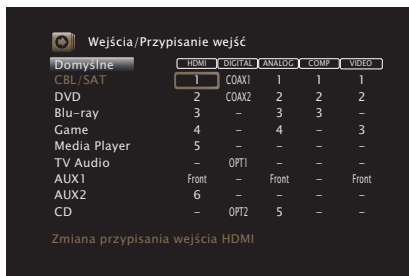 Wejścia/Przypisanie wejść
Domyślne HDMI DIGITAL ANALOG COMP VIDEO
CBL/SAT 1 COAX1 1 1 1
DVD 2 COAX2 2 2 2
Blu-ray 3 – 3 3 –
Game 4 – 4 – 3
Media Player 5 – – – –
TV Audio – OPT1 – – –
AUX1 Front – Front – Front
AUX2 6 – – – –
CD – OPT2 5 – –
Zmiana przypisania wejścia HDMI